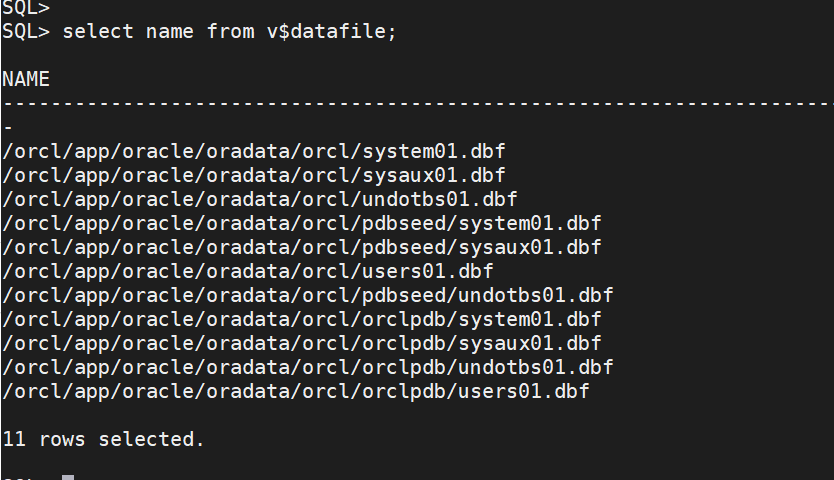 SQL>
SQL> select name from v$datafile;
NAME
---------------------------------------------------------------------
-
/orcl/app/oracle/oradata/orcl/system01.dbf
/orcl/app/oracle/oradata/orcl/sysaux01.dbf
/orcl/app/oracle/oradata/orcl/undotbs01.dbf
/orcl/app/oracle/oradata/orcl/pdbseed/system01.dbf
/orcl/app/oracle/oradata/orcl/pdbseed/sysaux01.dbf
/orcl/app/oracle/oradata/orcl/users01.dbf
/orcl/app/oracle/oradata/orcl/pdbseed/undotbs01.dbf
/orcl/app/oracle/oradata/orcl/orclpdb/system01.dbf
/orcl/app/oracle/oradata/orcl/orclpdb/sysaux01.dbf
/orcl/app/oracle/oradata/orcl/orclpdb/undotbs01.dbf
/orcl/app/oracle/oradata/orcl/orclpdb/users01.dbf
11 rows selected.